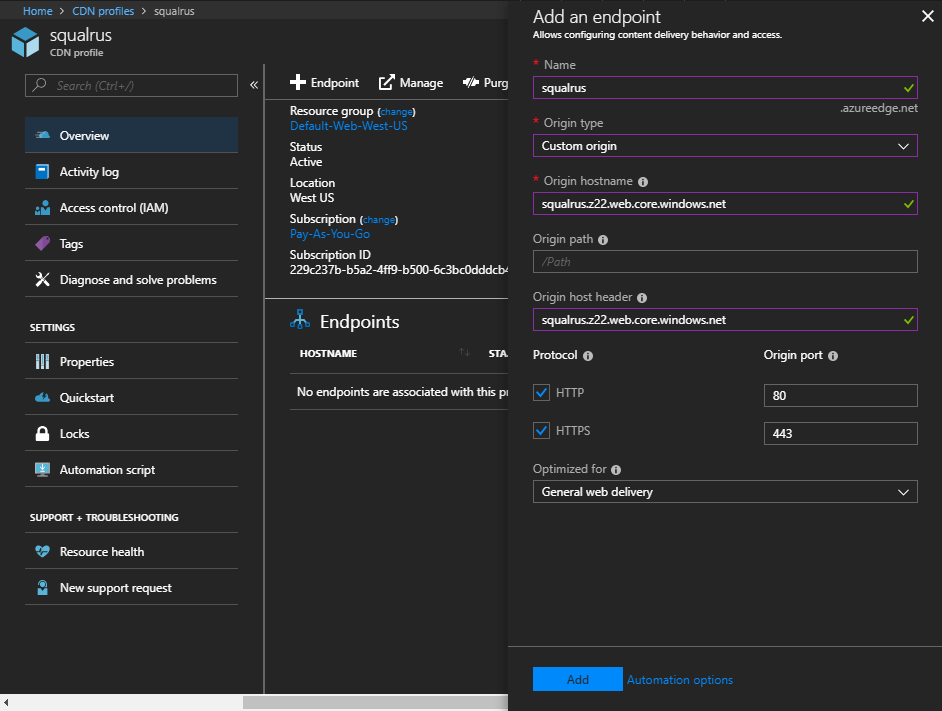 Home > CDN profiles > squalrus
squalrus
CDN profile
Search (Ctrl+/)
«
Overview
Activity log
Access control (IAM)
Tags
Diagnose and solve problems
SETTINGS
Properties
Quickstart
Locks
Automation script
SUPPORT + TROUBLESHOOTING
Resource health
New support request
Endpoint
Manage
Purg
Resource group (change)
Default-Web-West-US
Status
Active
Location
West US
Subscription (change)
Pay-As-You-Go
Subscription ID
229c237b-b5a2-4ff9-b500-6c3bc0dddcb4
Endpoints
HOSTNAME
STA
No endpoints are associated with this pr
Add an endpoint
Allows configuring content delivery behavior and access.
* Name
squalrus
.azureedge.net
* Origin type
Custom origin
* Origin hostname
squalrus.z22.web.core.windows.net
Origin path
/Path
Origin host header
squalrus.z22.web.core.windows.net
Protocol
Origin port
HTTP
80
HTTPS
443
Optimized for
General web delivery
Add
Automation options